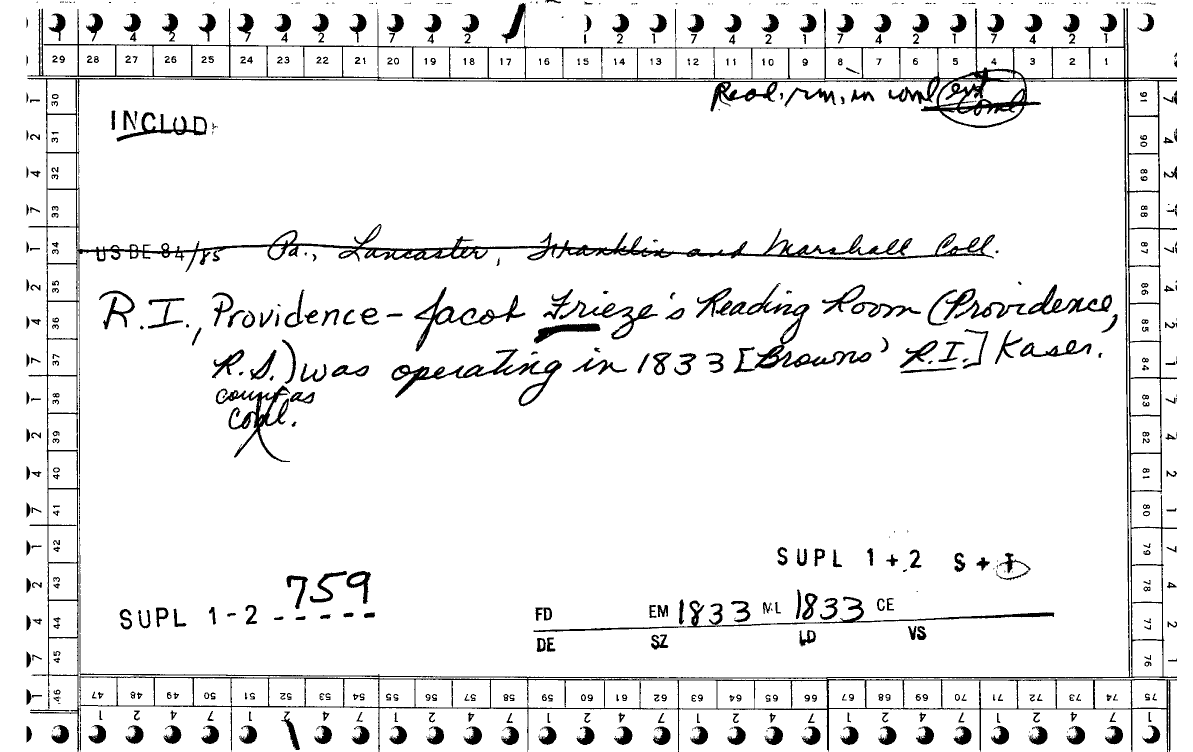 7 4 2 1 7 4 2 1 7 4 2 1 1 2 1 7 4 2 1 7 4 2 1 7 4 2 1
29 28 27 26 25 24 23 22 21 20 19 18 17 16 15 14 13 12 11 10 9 8 7 6 5 4 3 2 1
Read. rm. in coml ext
coml
INCLUD
US DE 84/85 Pa., Lancaster, Franklin and Marshall Coll.
R.I., Providence - Jacob Frieze's Reading Room (Providence,
R.I.) was operating in 1833 [Browns' R.I.] Kaser.
count as
coml.
SUPL 1+2 S+I
759
SUPL 1-2 - - - - -
FD EM 1833 ML 1833 CE
DE SZ LD VS
30 31 32 33 34 35 36 37 38 39 40 41 42 43 44 45 46
91 90 89 88 87 86 85 84 83 82 81 80 79 78 77 76 75
47 48 49 50 51 52 53 54 55 56 57 58 59 60 61 62 63 64 65 66 67 68 69 70 71 72 73 74 75
1 2 4 7 1 2 4 7 1 2 4 7 1 2 4 7 1 2 4 7 1 2 4 7 1 2 4 7 1